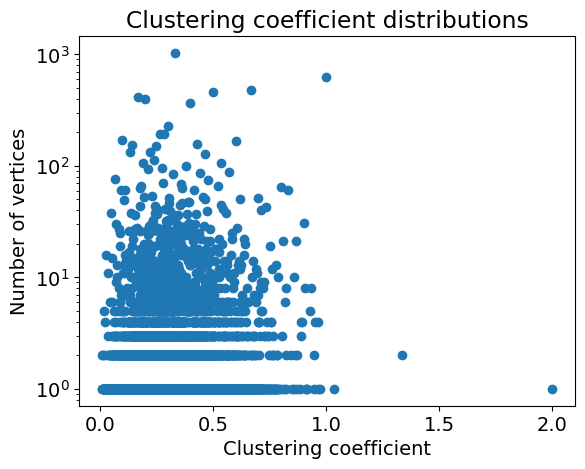 Clustering coefficient distributions
Number of vertices
10³
10²
10¹
10⁰
0.0 0.5 1.0 1.5 2.0
Clustering coefficient